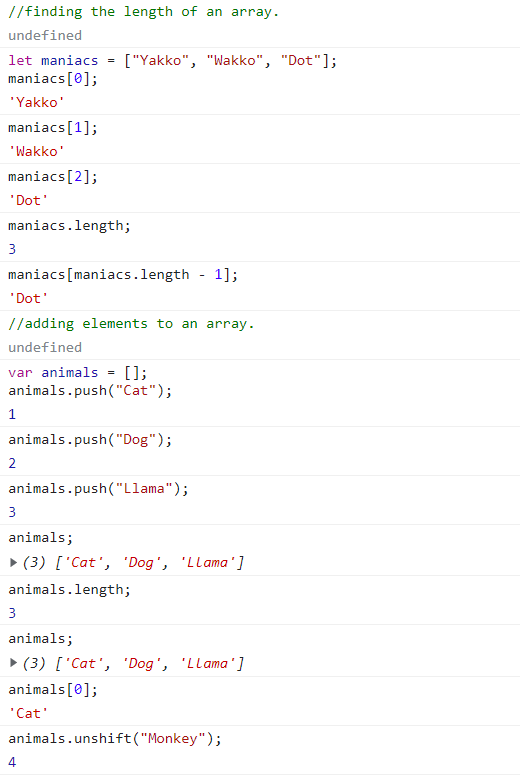 //finding the length of an array.
undefined
let maniacs = ["Yakko", "Wakko", "Dot"];
maniacs[0];
'Yakko'
maniacs[1];
'Wakko'
maniacs[2];
'Dot'
maniacs.length;
3
maniacs[maniacs.length - 1];
'Dot'
//adding elements to an array.
undefined
var animals = [];
animals.push("Cat");
1
animals.push("Dog");
2
animals.push("Llama");
3
animals;
(3) ['Cat', 'Dog', 'Llama']
animals.length;
3
animals;
(3) ['Cat', 'Dog', 'Llama']
animals[0];
'Cat'
animals.unshift("Monkey");
4